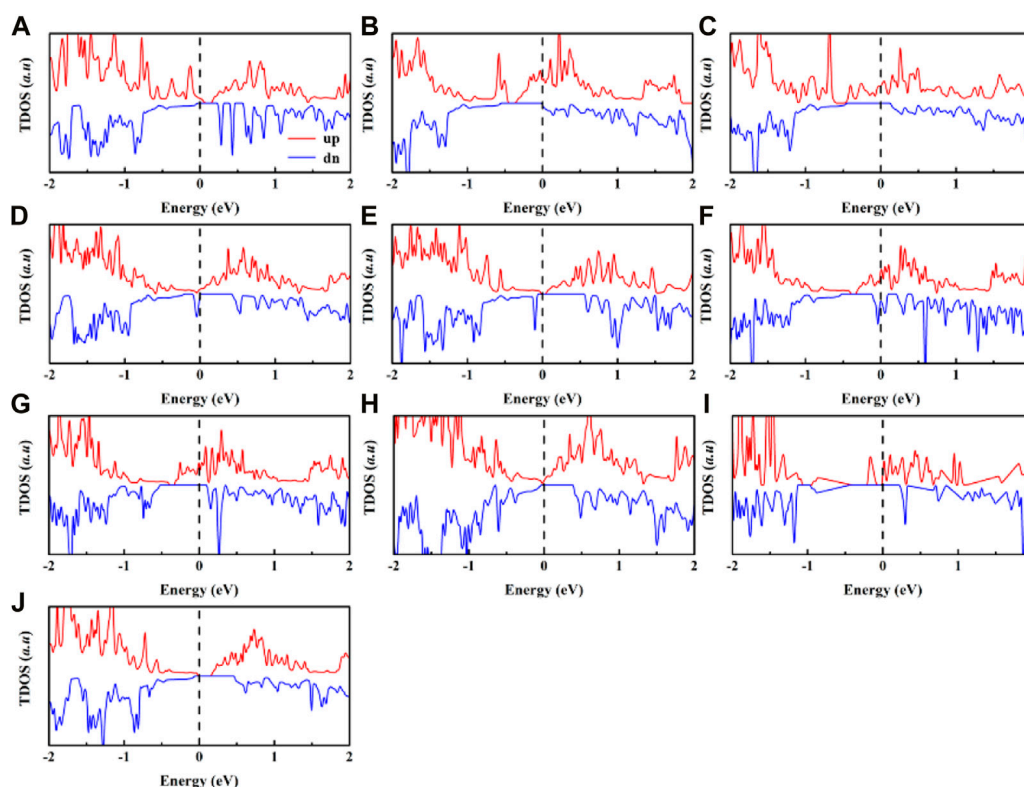 A B C
TDOS (a.u) TDOS (a.u) TDOS (a.u)
up
dn
-2 -1 0 1 2 -2 -1 0 1 2 -2 -1 0 1
Energy (eV) Energy (eV) Energy (eV)
D E F
TDOS (a.u) TDOS (a.u) TDOS (a.u)
-2 -1 0 1 2 -2 -1 0 1 2 -2 -1 0 1
Energy (eV) Energy (eV) Energy (eV)
G H I
TDOS (a.u) TDOS (a.u) TDOS (a.u)
-2 -1 0 1 2 -2 -1 0 1 2 -2 -1 0 1
Energy (eV) Energy (eV) Energy (eV)
J
TDOS (a.u)
-2 -1 0 1 2
Energy (eV)